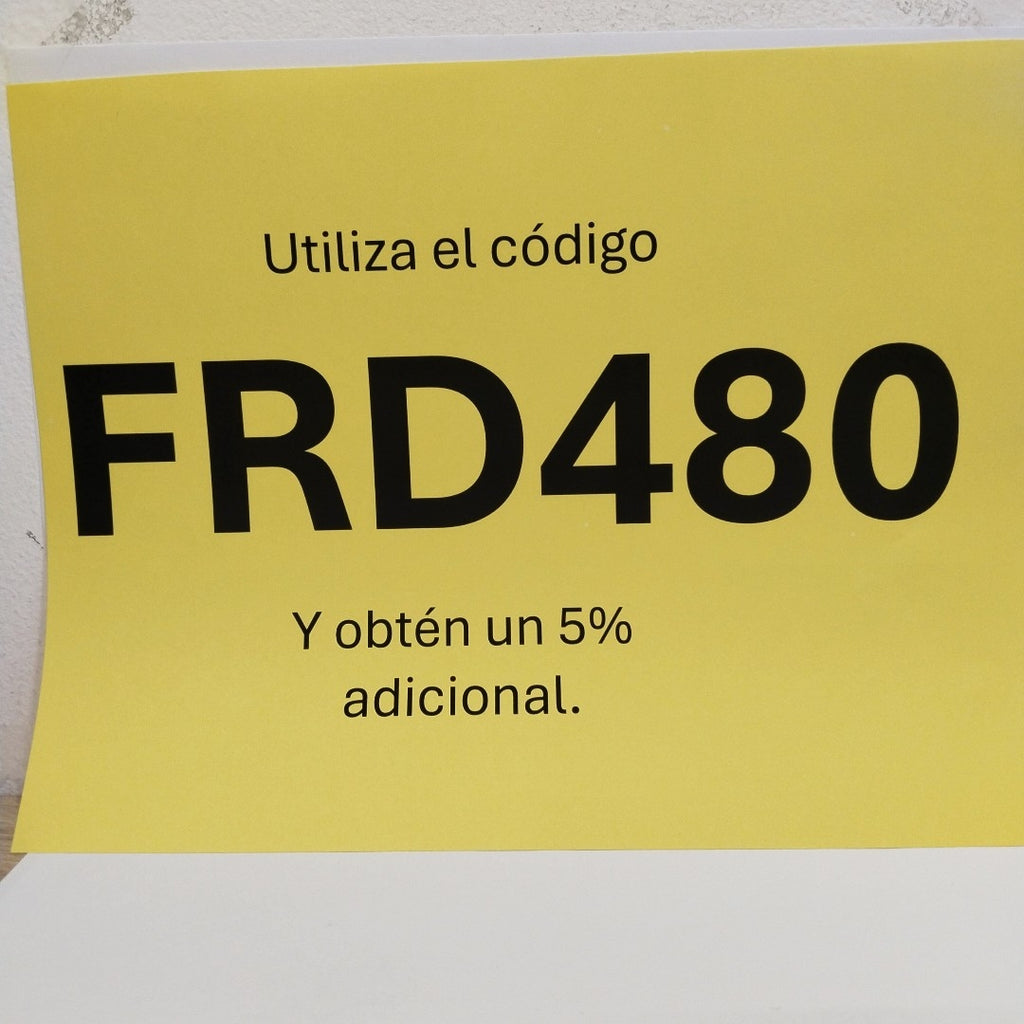 Utiliza el código
FRD480
Y obtén un 5%
adicional.